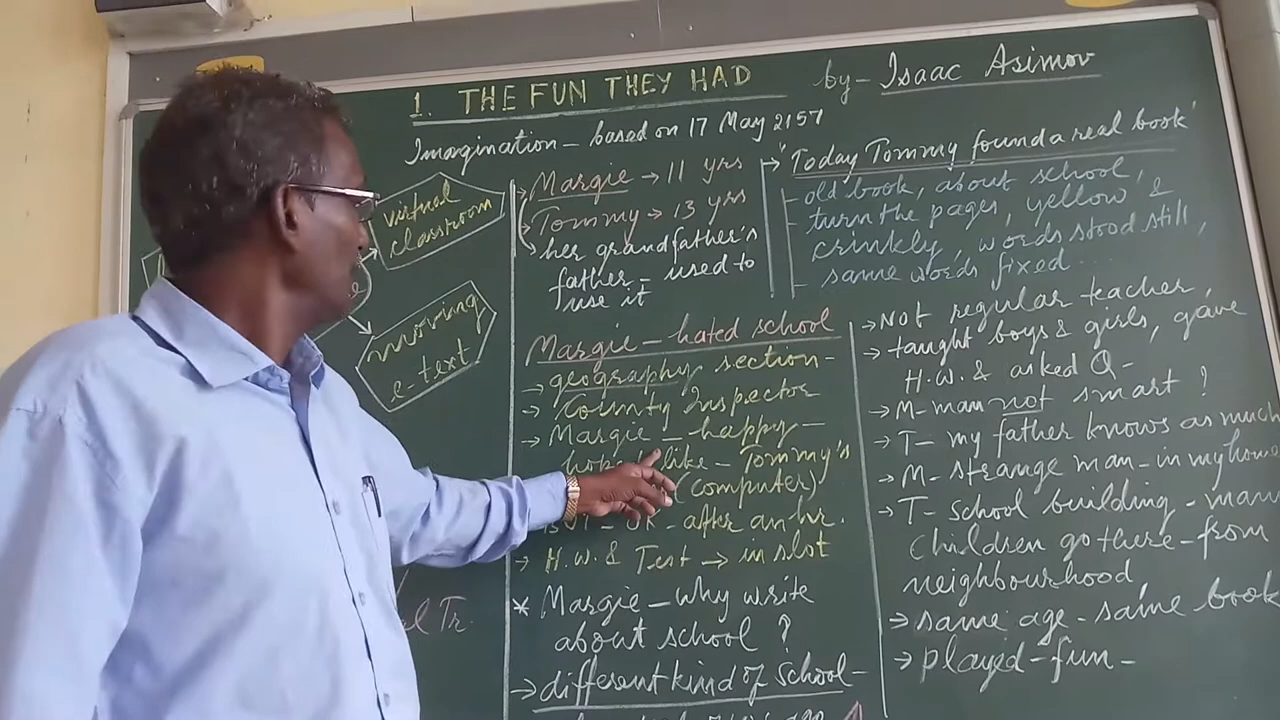 1. THE FUN THEY HAD by- Isaac Asimov
Imagination - based on 17 May 2157
virtual
classroom
moving
e-text
al Tr.
→ Margie → 11 yrs
Tommy → 13 yrs
→ her grandfather's
father - used to
use it
Margie - hated school
→ geography section -
→ County Inspector
→ Margie - happy -
like - Tommy's
(computer)
OK - after an hr.
→ H.W. & Test → in slot
* Margie - why write
about school ?
→ different kind of school -
→ 'Today Tommy found a real book'
- old book, about school,
- turn the pages, yellow &
crinkly, words stood still,
- same words fixed ...
→ Not regular teacher,
→ taught boys & girls, gave
H.W. & asked Q -
→ M - man not smart ?
→ T - my father knows as much
→ M - strange man - in my home
→ T - School building - man
children go there - from
neighbourhood
→ same age - same book
→ played - fun -